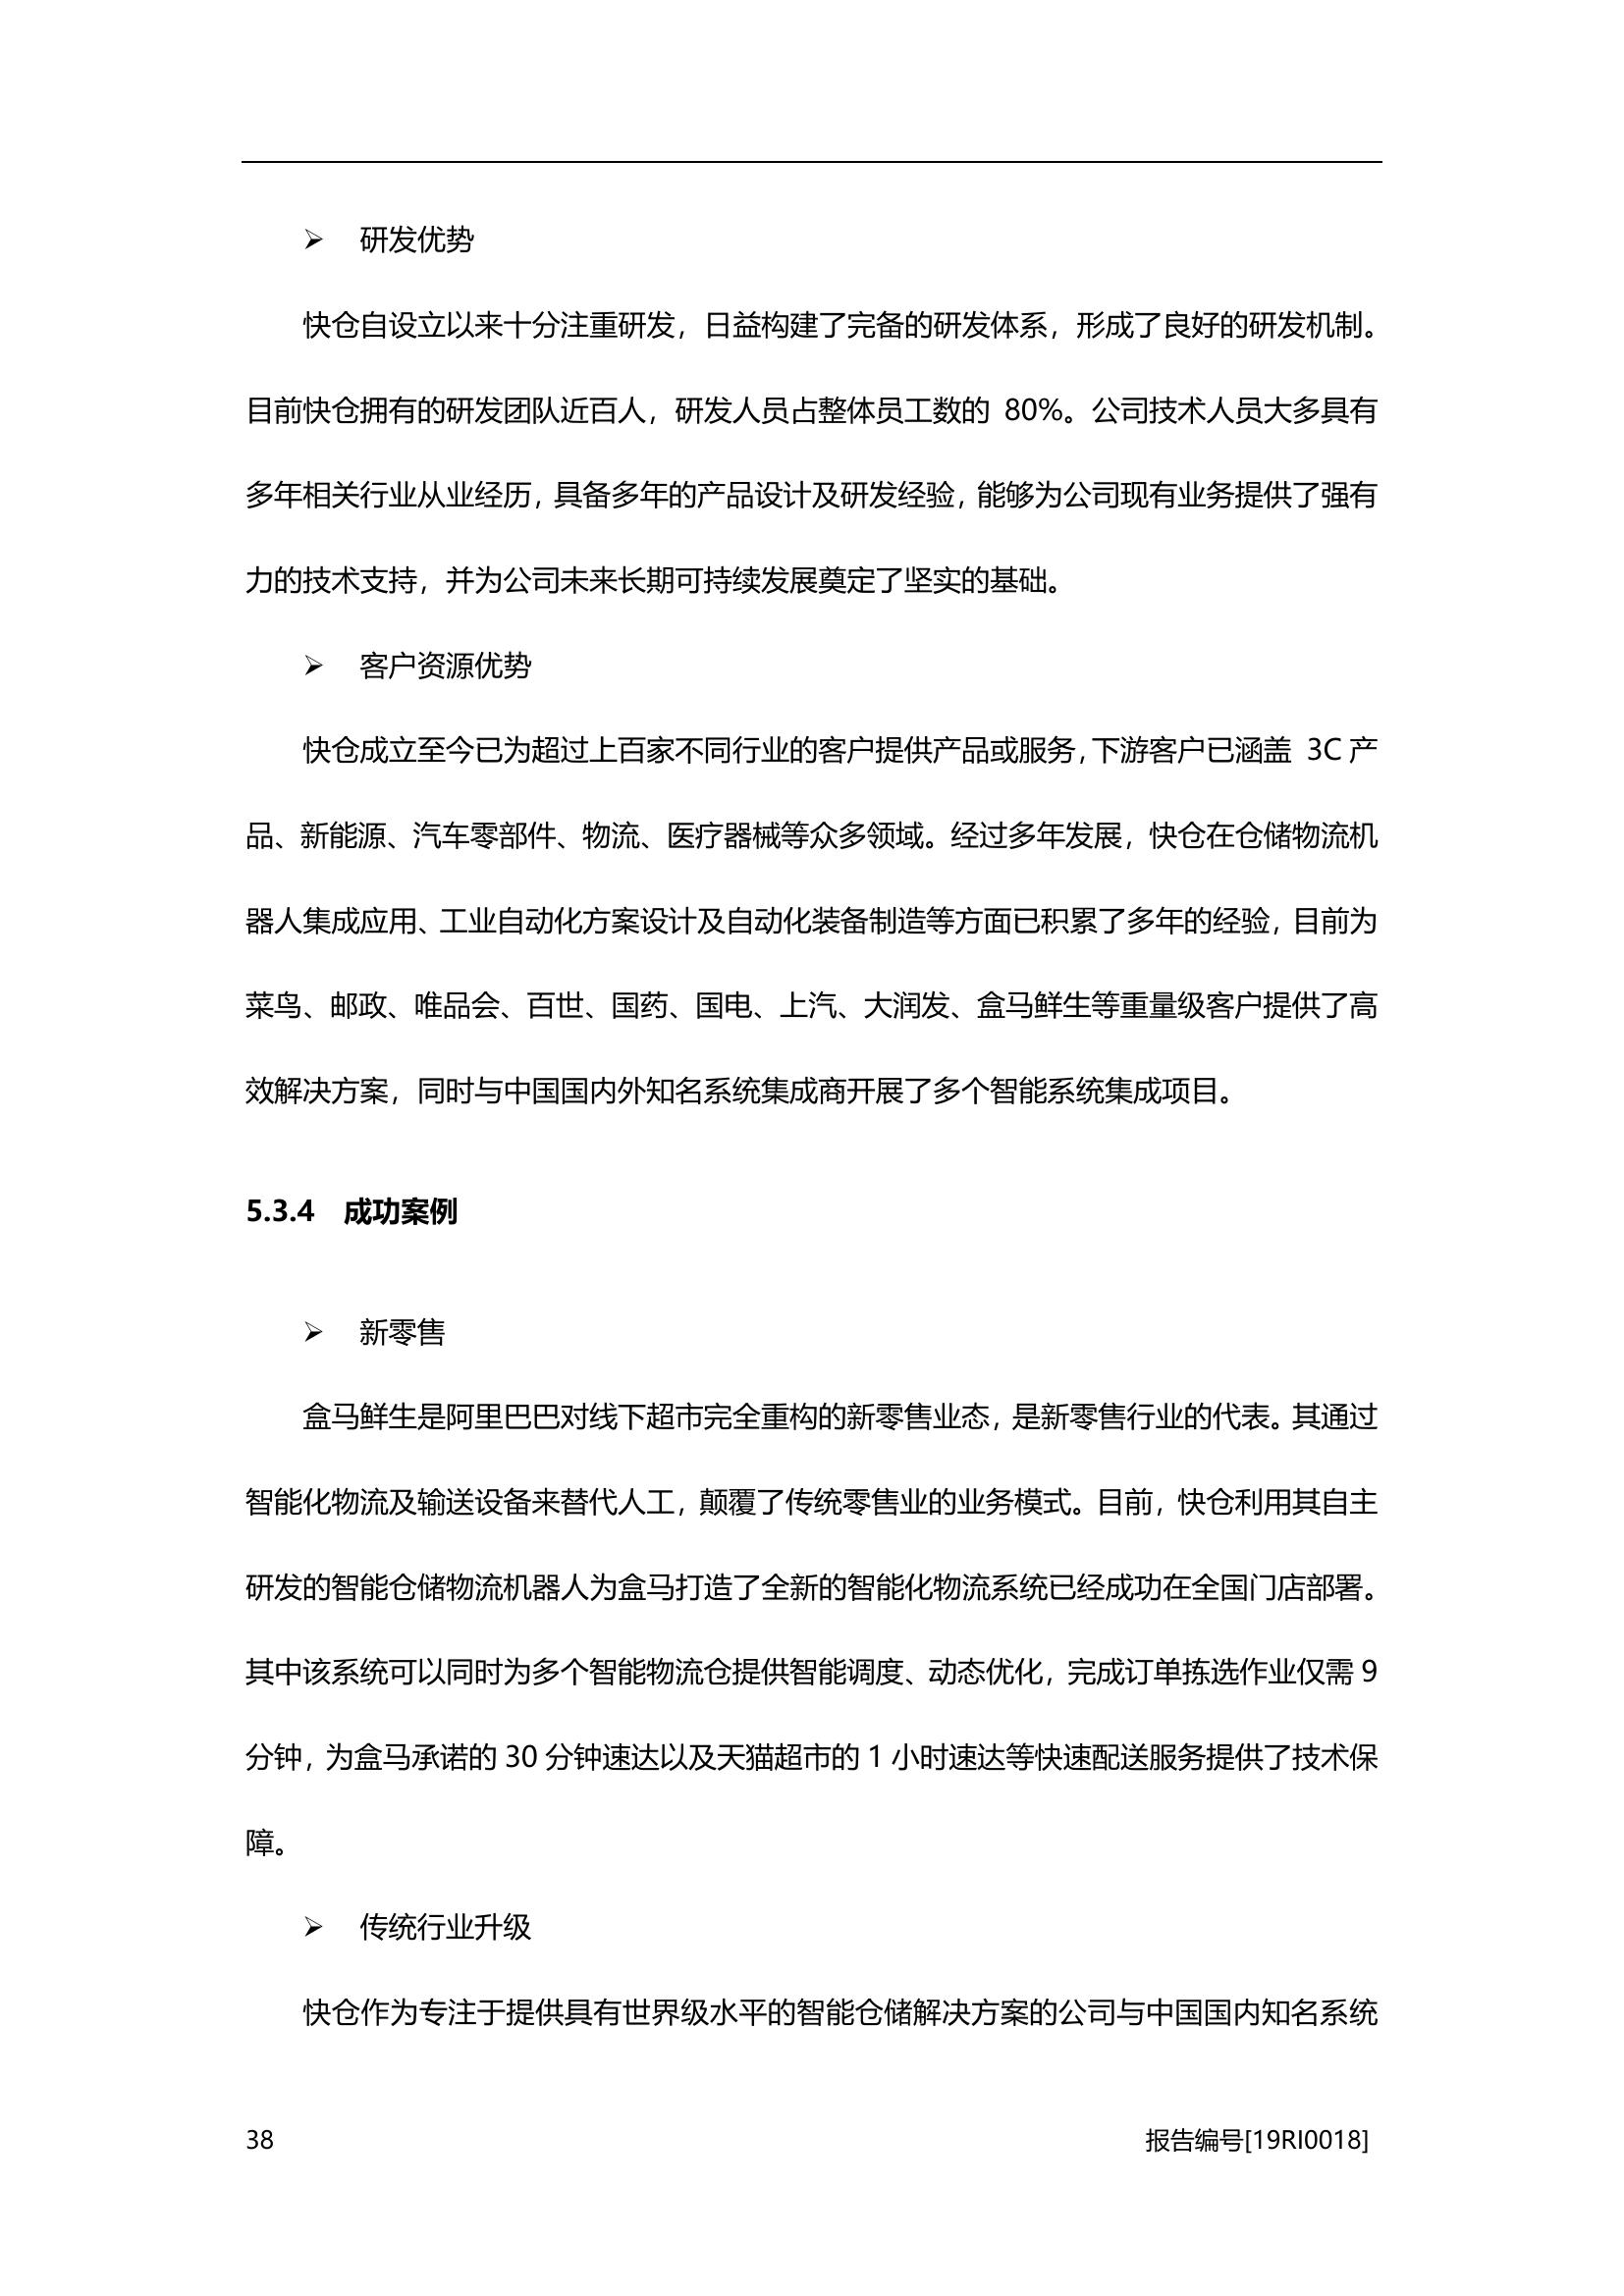 ➢ 研发优势
快仓自设立以来十分注重研发，日益构建了完备的研发体系，形成了良好的研发机制。
目前快仓拥有的研发团队近百人，研发人员占整体员工数的 80%。公司技术人员大多具有
多年相关行业从业经历，具备多年的产品设计及研发经验，能够为公司现有业务提供了强有
力的技术支持，并为公司未来长期可持续发展奠定了坚实的基础。
➢ 客户资源优势
快仓成立至今已为超过上百家不同行业的客户提供产品或服务，下游客户已涵盖 3C 产
品、新能源、汽车零部件、物流、医疗器械等众多领域。经过多年发展，快仓在仓储物流机
器人集成应用、工业自动化方案设计及自动化装备制造等方面已积累了多年的经验，目前为
菜鸟、邮政、唯品会、百世、国药、国电、上汽、大润发、盒马鲜生等重量级客户提供了高
效解决方案，同时与中国国内外知名系统集成商开展了多个智能系统集成项目。
5.3.4 成功案例
➢ 新零售
盒马鲜生是阿里巴巴对线下超市完全重构的新零售业态，是新零售行业的代表。其通过
智能化物流及输送设备来替代人工，颠覆了传统零售业的业务模式。目前，快仓利用其自主
研发的智能仓储物流机器人为盒马打造了全新的智能化物流系统已经成功在全国门店部署。
其中该系统可以同时为多个智能物流仓提供智能调度、动态优化，完成订单拣选作业仅需 9
分钟，为盒马承诺的 30 分钟速达以及天猫超市的 1 小时速达等快速配送服务提供了技术保
障。
➢ 传统行业升级
快仓作为专注于提供具有世界级水平的智能仓储解决方案的公司与中国国内知名系统
38 报告编号[19RI0018]